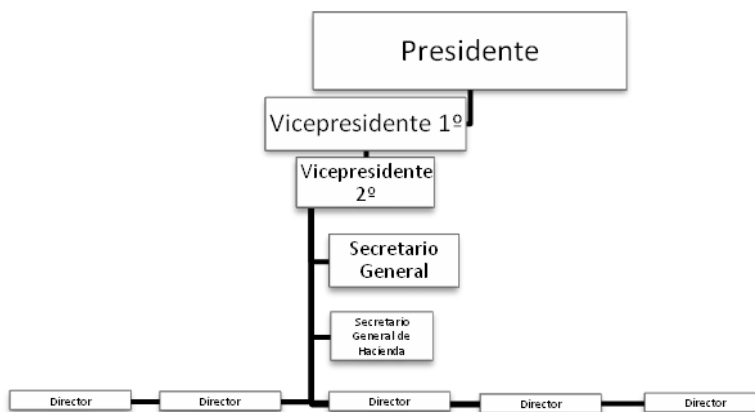 Presidente
Vicepresidente 1º
Vicepresidente
2º
Secretario
General
Secretario
General de
Hacienda
Director
Director
Director
Director
Director